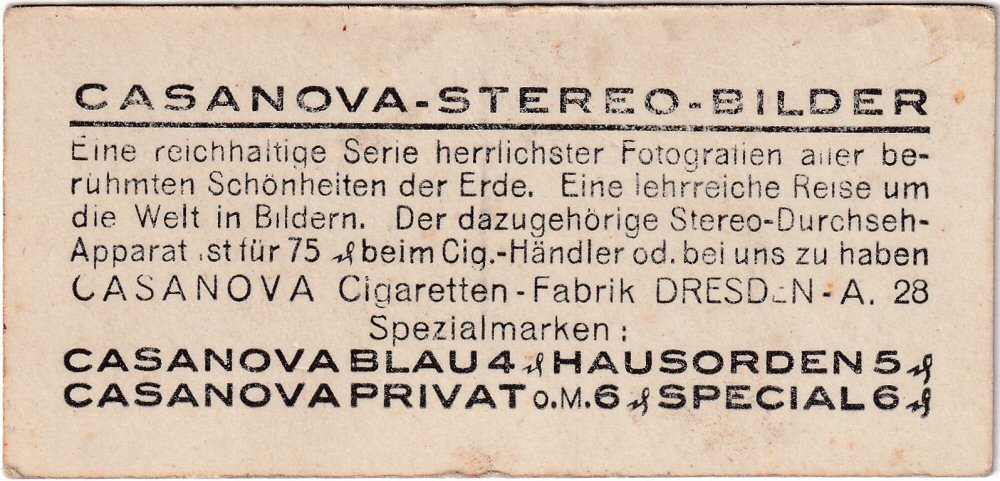 CASANOVA-STEREO-BILDER
Eine reichhaltige Serie herrlichster Fotografien aller be-
rühmten Schönheiten der Erde. Eine lehrreiche Reise um
die Welt in Bildern. Der dazugehörige Stereo-Durchseh-
Apparat ist für 75 ₰ beim Cig.-Händler od. bei uns zu haben
CASANOVA Cigaretten-Fabrik DRESDEN-A. 28
Spezialmarken:
CASANOVA BLAU 4 ₰ HAUSORDEN 5 ₰
CASANOVA PRIVAT o.M. 6 ₰ SPECIAL 6 ₰